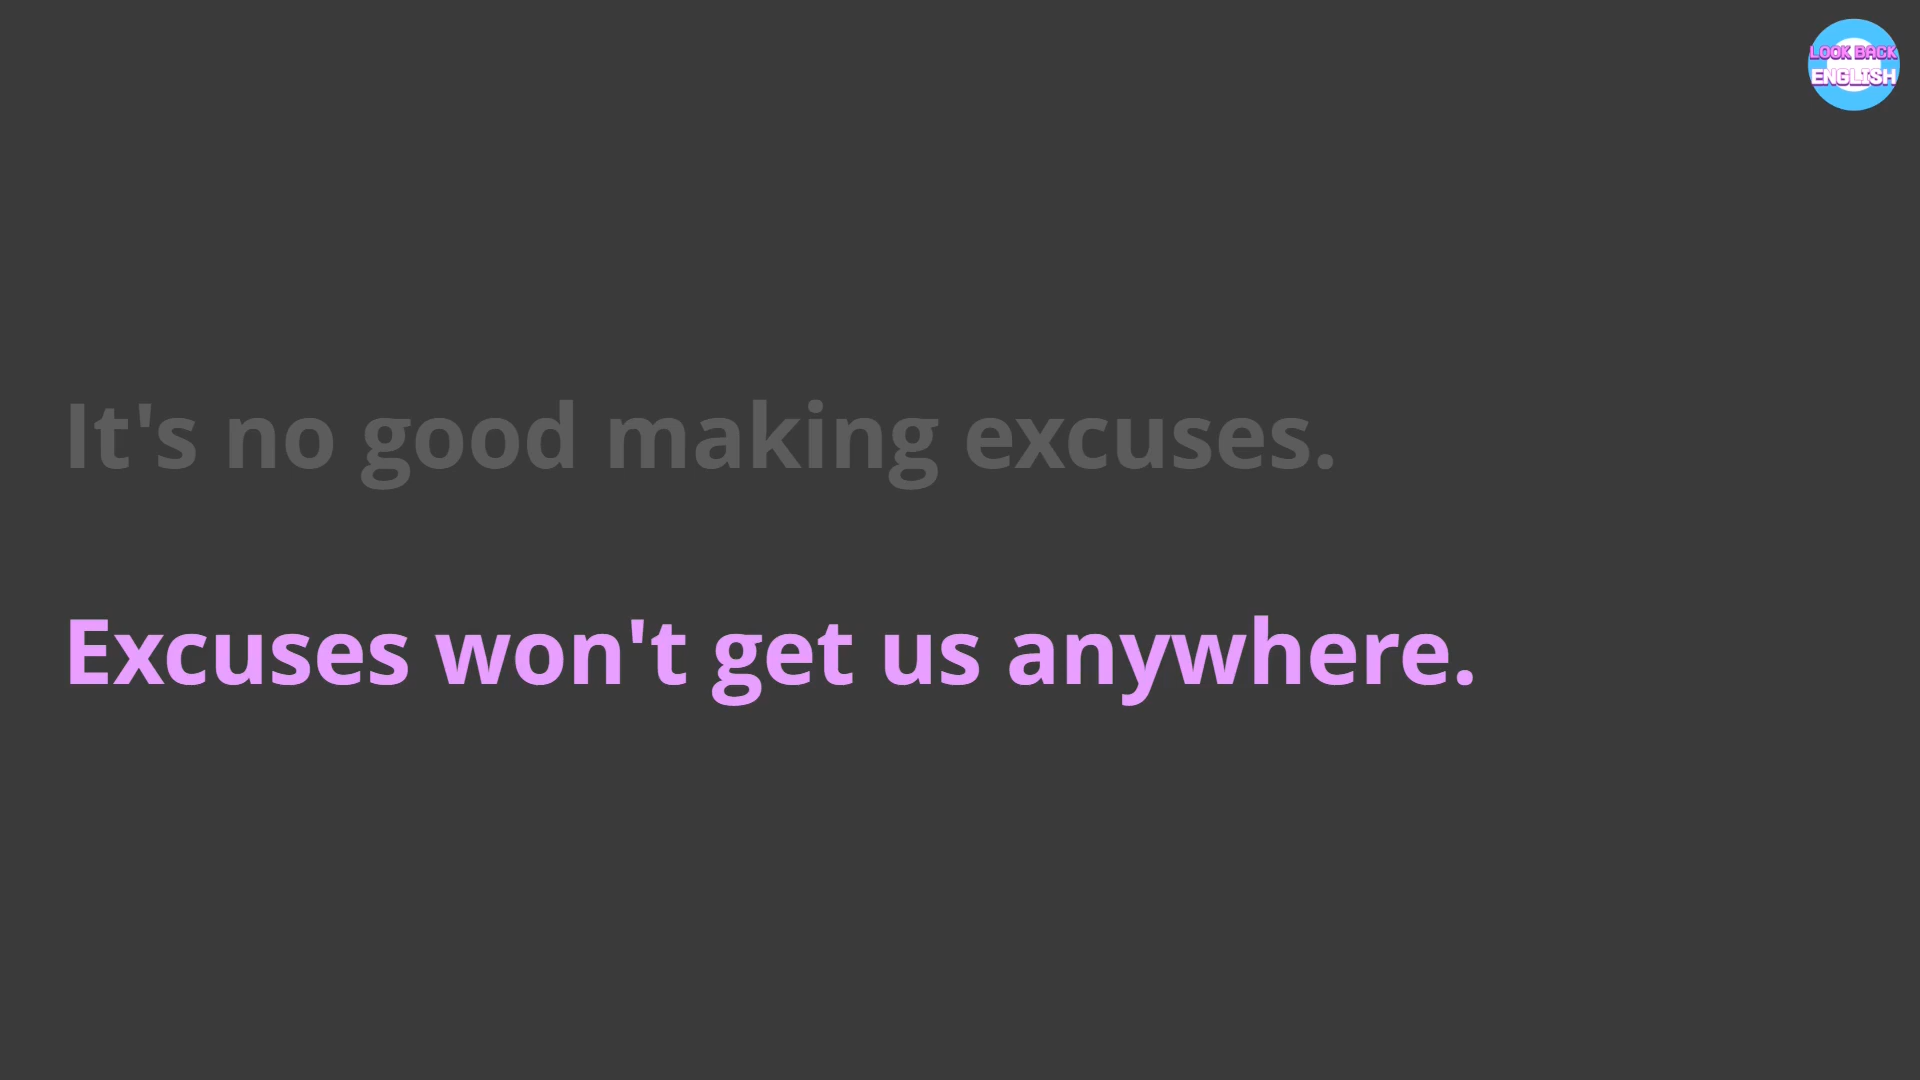 LOOK BACK
ENGLISH
It's no good making excuses.
Excuses won't get us anywhere.